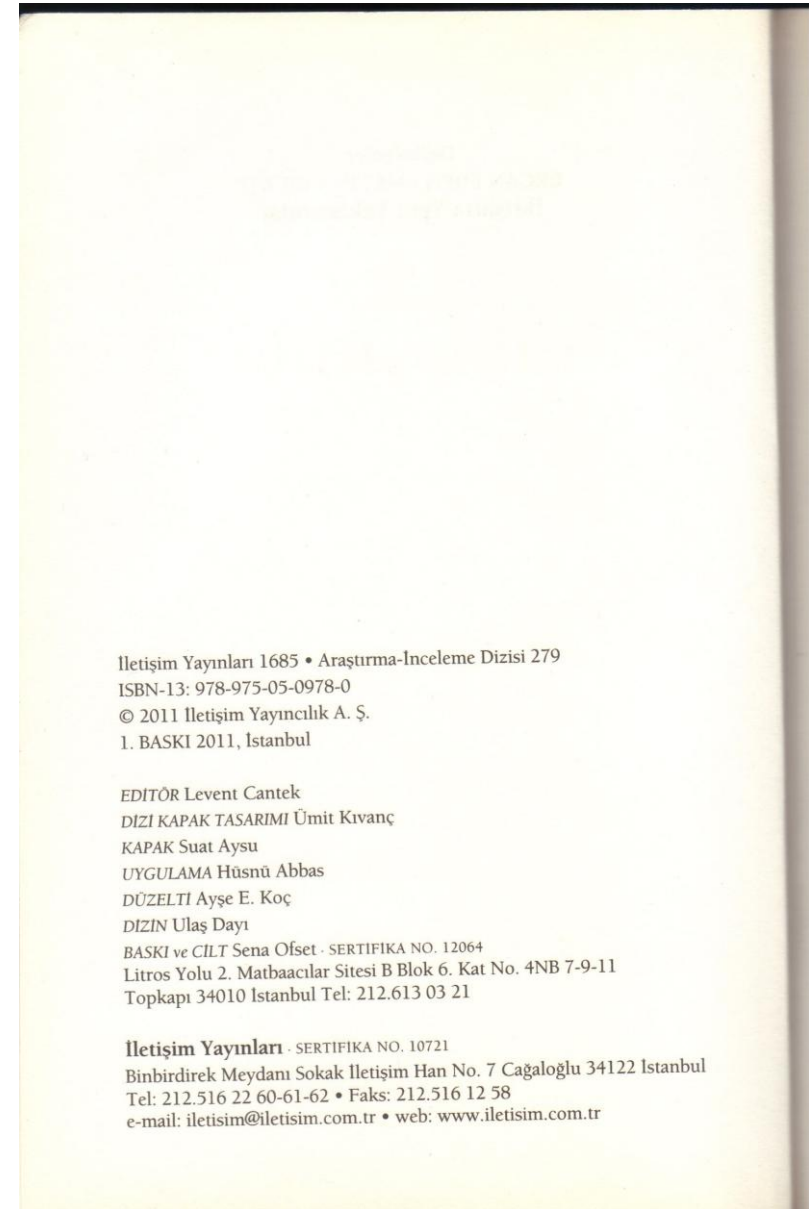 İletişim Yayınları 1685 • Araştırma-İnceleme Dizisi 279
ISBN-13: 978-975-05-0978-0
© 2011 İletişim Yayıncılık A. Ş.
1. BASKI 2011, İstanbul
EDİTÖR Levent Cantek
DİZİ KAPAK TASARIMI Ümit Kıvanç
KAPAK Suat Aysu
UYGULAMA Hüsnü Abbas
DÜZELTİ Ayşe E. Koç
DİZİN Ulaş Dayı
BASKI ve CİLT Sena Ofset · SERTİFİKA NO. 12064
Litros Yolu 2. Matbaacılar Sitesi B Blok 6. Kat No. 4NB 7-9-11
Topkapı 34010 İstanbul Tel: 212.613 03 21
İletişim Yayınları · SERTİFİKA NO. 10721
Binbirdirek Meydanı Sokak İletişim Han No. 7 Cağaloğlu 34122 İstanbul
Tel: 212.516 22 60-61-62 • Faks: 212.516 12 58
e-mail: iletisim@iletisim.com.tr • web: www.iletisim.com.tr